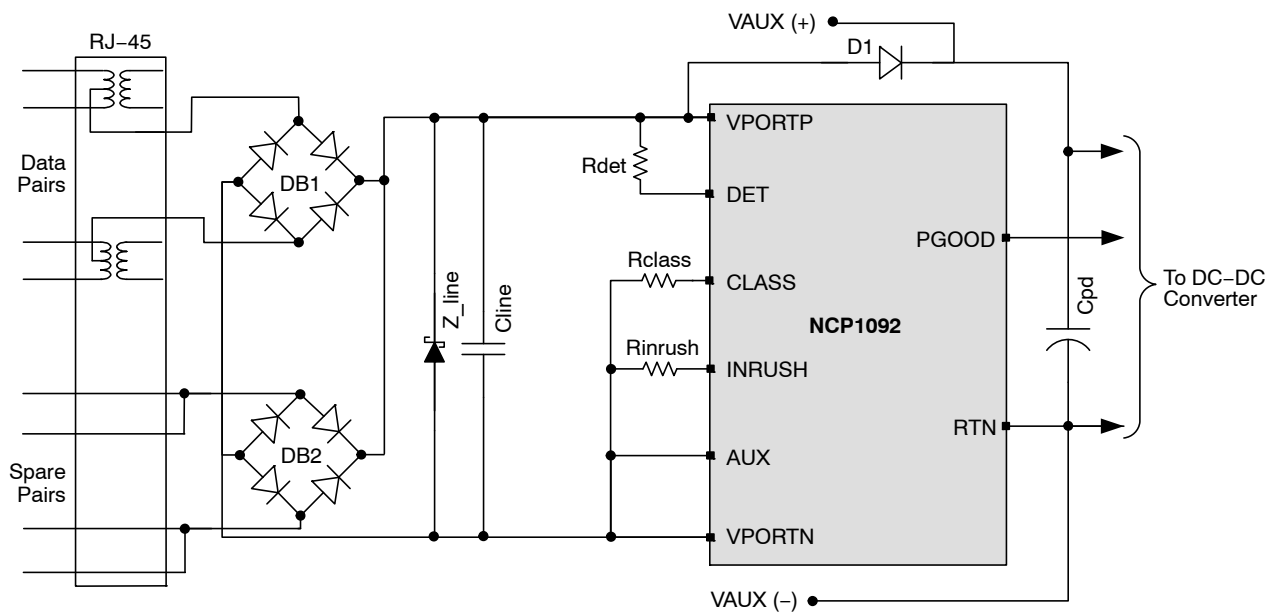 VAUX (+)
RJ−45
D1
VPORTP
Rdet
Data
Pairs
DB1
DET
PGOOD
Rclass
CLASS
Z_line
Cline
NCP1092
Cpd
To DC−DC
Converter
Rinrush
INRUSH
RTN
DB2
AUX
Spare
Pairs
VPORTN
VAUX (−)